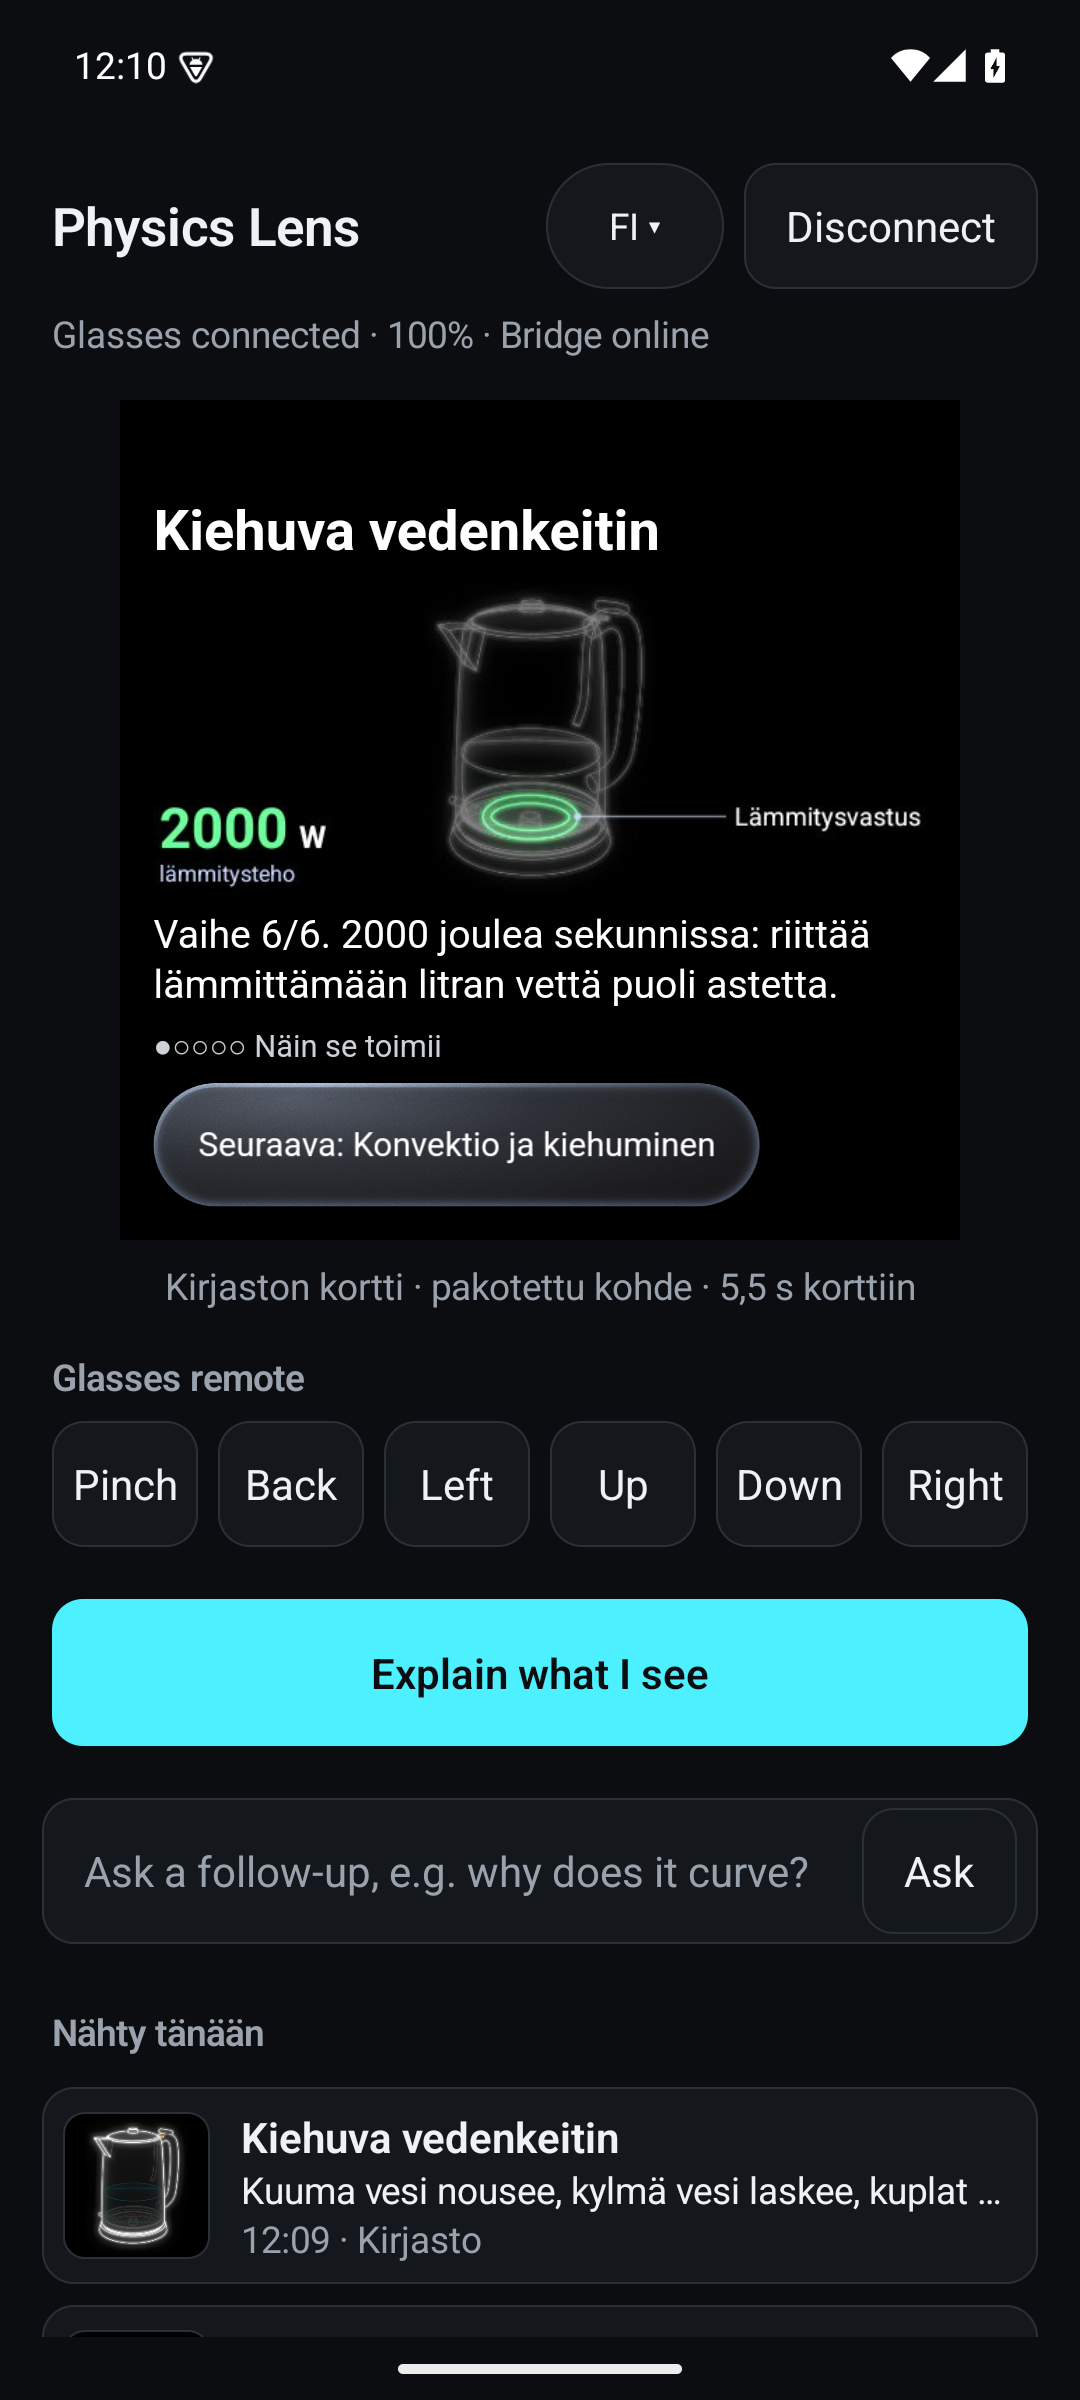 12:10
Physics Lens
FI ▾
Disconnect
Glasses connected · 100% · Bridge online
Kiehuva vedenkeitin
Lämmitysvastus
2000 W
lämmitysteho
Vaihe 6/6. 2000 joulea sekunnissa: riittää
lämmittämään litran vettä puoli astetta.
●○○○○ Näin se toimii
Seuraava: Konvektio ja kiehuminen
Kirjaston kortti · pakotettu kohde · 5,5 s korttiin
Glasses remote
Pinch
Back
Left
Up
Down
Right
Explain what I see
Ask a follow-up, e.g. why does it curve?
Ask
Nähty tänään
Kiehuva vedenkeitin
Kuuma vesi nousee, kylmä vesi laskee, kuplat …
12:09 · Kirjasto